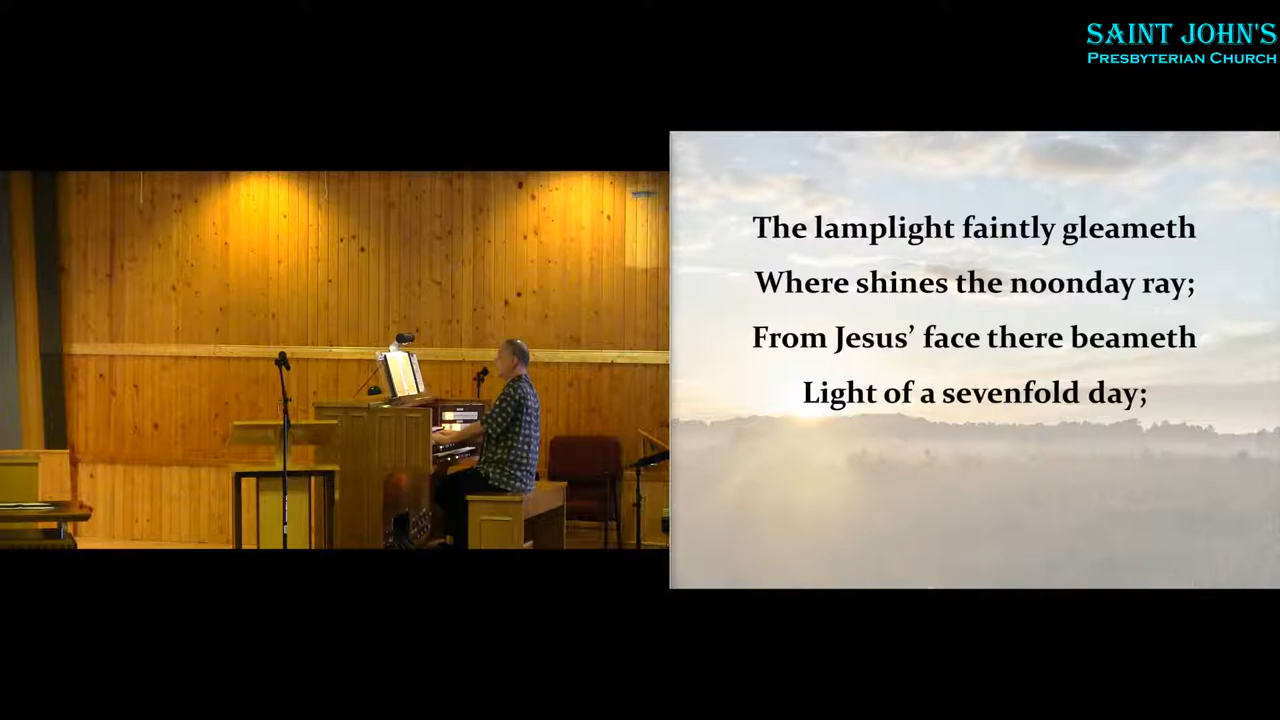 SAINT JOHN'S
PRESBYTERIAN CHURCH
The lamplight faintly gleameth
Where shines the noonday ray;
From Jesus’ face there beameth
Light of a sevenfold day;